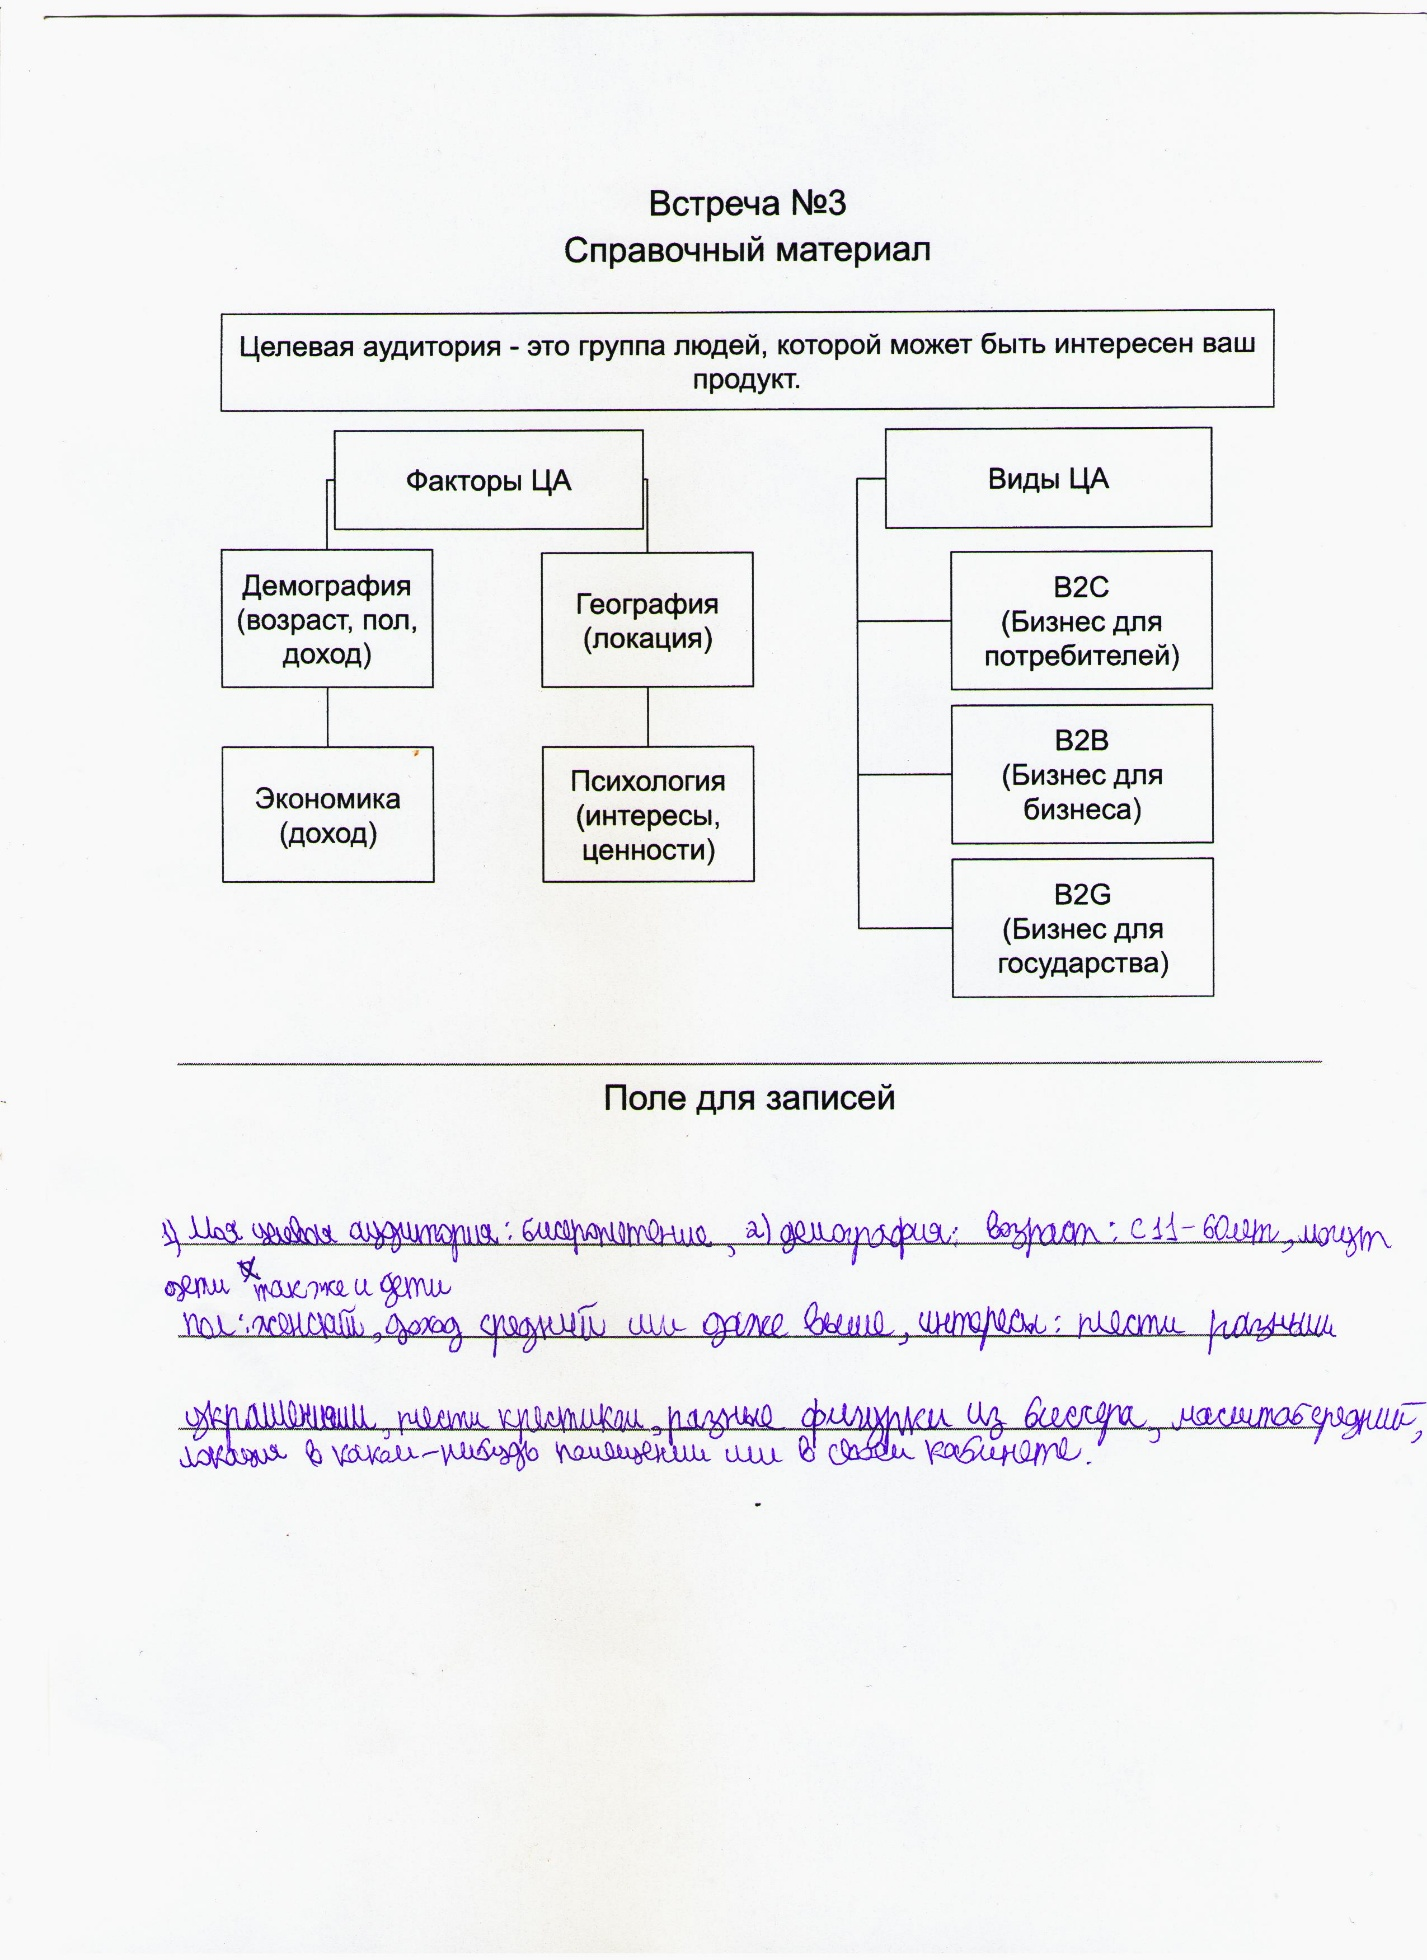 Встреча №3
Справочный материал
Целевая аудитория - это группа людей, которой может быть интересен ваш
продукт.
Факторы ЦА
Демография
(возраст, пол,
доход)
География
(локация)
Экономика
(доход)
Психология
(интересы,
ценности)
Виды ЦА
B2C
(Бизнес для
потребителей)
B2B
(Бизнес для
бизнеса)
B2G
(Бизнес для
государства)
Поле для записей
1) Моя целевая аудитория: бисероплетение, 2) демография: возраст: с 11-60 лет, могут
дети также и дети
пол: женский, доход средний или даже выше, интересы: плести разными
украшениями, плести крестиком, разные фигурки из бисера, масштаб средний,
локация в каком-нибудь помещении или в своем кабинете.